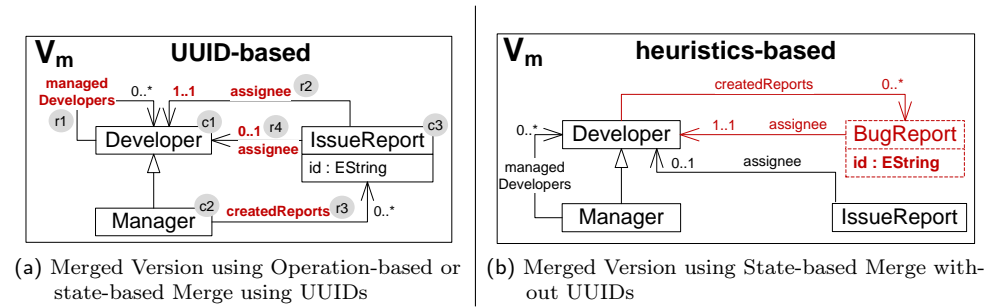 Vm UUID-based
managed
Developers
0..*
1..1 assignee r2
r1
Developer c1
0..1 r4
assignee
IssueReport c3
id : EString
Manager c2
createdReports r3 0..*
(a) Merged Version using Operation-based or
state-based Merge using UUIDs
Vm heuristics-based
createdReports 0..*
0..* Developer 1..1 assignee BugReport
id : EString
managed
Developers
0..1 assignee
Manager
IssueReport
(b) Merged Version using State-based Merge with-
out UUIDs